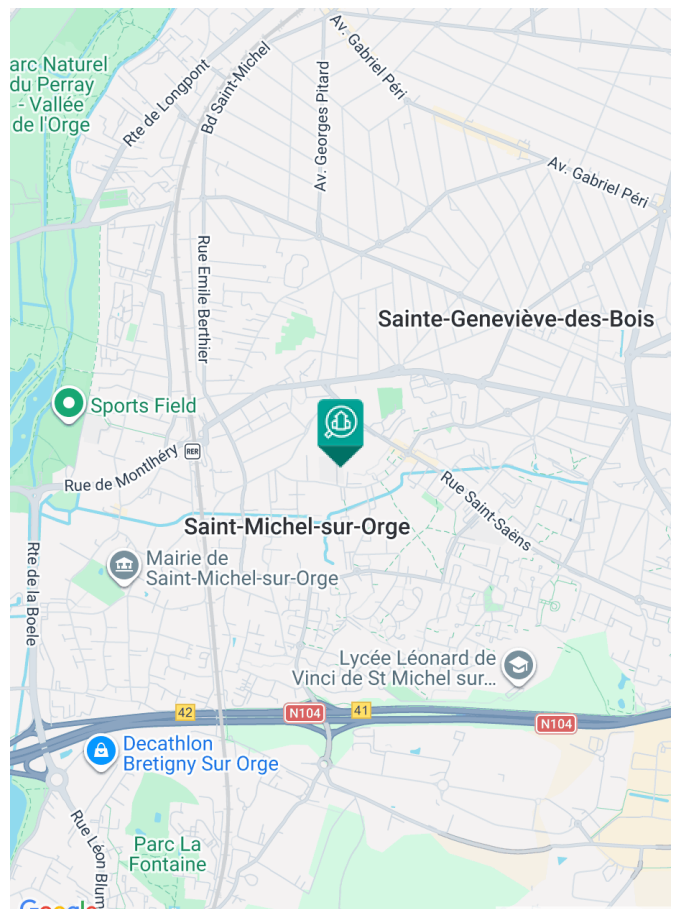 Av. Gabriel Péri
arc Naturel
du Perray
- Vallée
de l'Orge
Rte de Longpont
Bd Saint-Michel
Av. Georges Pitard
Av. Gabriel Péri
Rue Emile Berthier
Sainte-Geneviève-des-Bois
Sports Field
RER
Rue de Montlhéry
Rue Saint-Saëns
Saint-Michel-sur-Orge
Rte de la Boele
Mairie de
Saint-Michel-sur-Orge
Lycée Léonard de
Vinci de St Michel sur...
42
N104
41
N104
Decathlon
Bretigny Sur Orge
Rue Léon Blum
Parc La
Fontaine
Google